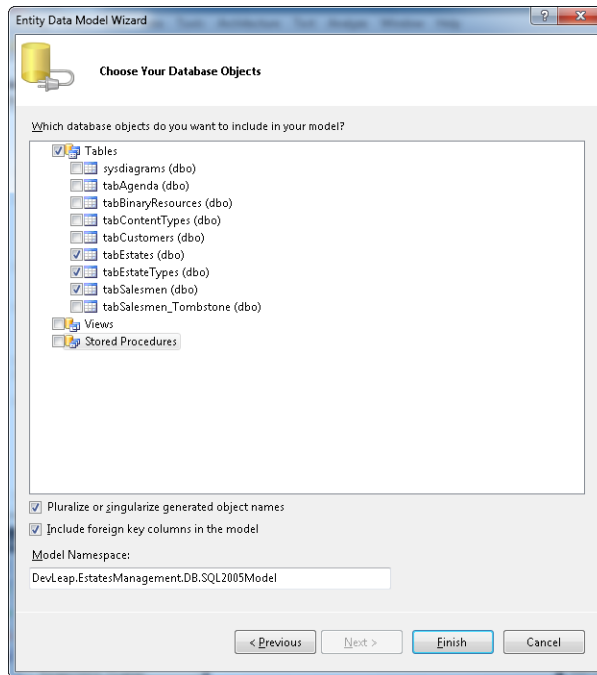 Entity Data Model Wizard
Choose Your Database Objects
Which database objects do you want to include in your model?
Tables
sysdiagrams (dbo)
tabAgenda (dbo)
tabBinaryResources (dbo)
tabContentTypes (dbo)
tabCustomers (dbo)
tabEstates (dbo)
tabEstateTypes (dbo)
tabSalesmen (dbo)
tabSalesmen_Tombstone (dbo)
Views
Stored Procedures
Pluralize or singularize generated object names
Include foreign key columns in the model
Model Namespace:
DevLeap.EstatesManagement.DB.SQL2005Model
< Previous Next > Finish Cancel